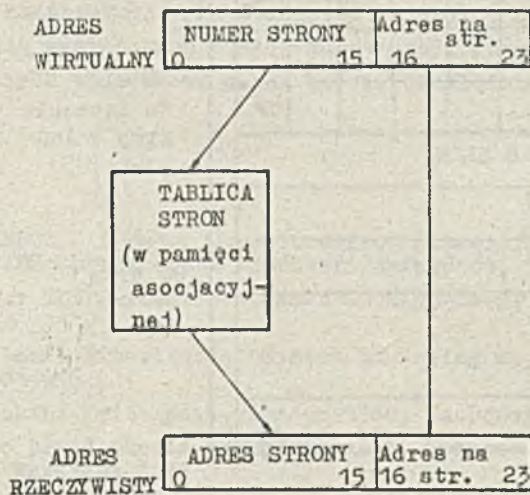 ADRES
WIRTUALNY
NUMER STRONY
0 15
Adres na
str.
16 23
TABLICA
STRON
(w pamięci
asocjacyj-
nej)
ADRES
RZECZYWISTY
ADRES STRONY
0 15
Adres na
16 str. 23